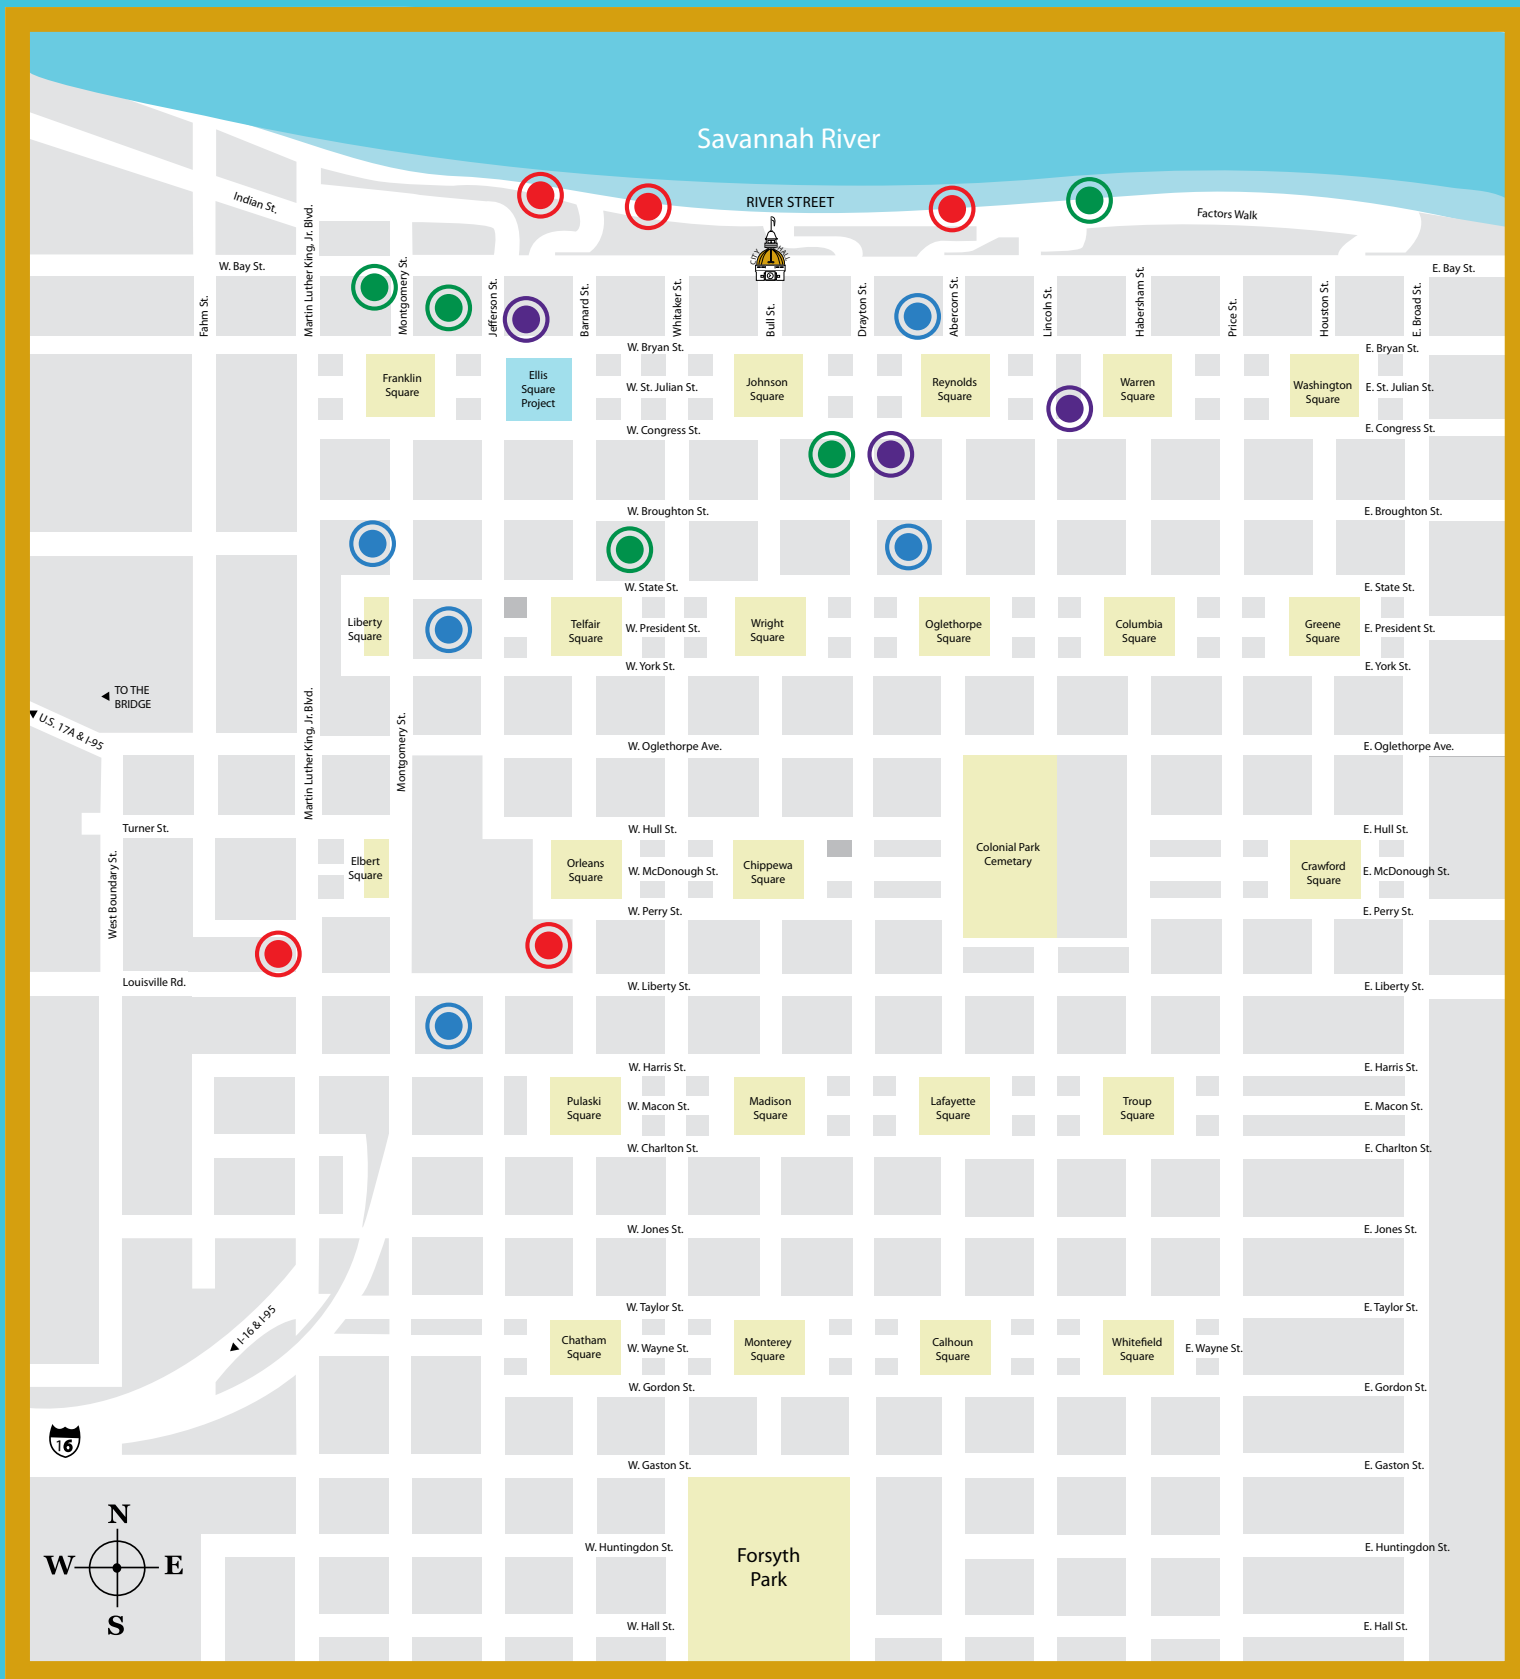 Savannah River
RIVER STREET
CITY HALL
Indian St.
Factors Walk
W. Bay St.
E. Bay St.
Fahm St.
Martin Luther King, Jr. Blvd.
Montgomery St.
Jefferson St.
Barnard St.
Whitaker St.
Bull St.
Drayton St.
Abercorn St.
Lincoln St.
Habersham St.
Price St.
Houston St.
E. Broad St.
W. Bryan St.
E. Bryan St.
Franklin
Square
Ellis
Square
Project
W. St. Julian St.
Johnson
Square
Reynolds
Square
Warren
Square
Washington
Square
E. St. Julian St.
W. Congress St.
E. Congress St.
W. Broughton St.
E. Broughton St.
W. State St.
E. State St.
Liberty
Square
Telfair
Square
W. President St.
Wright
Square
Oglethorpe
Square
Columbia
Square
Greene
Square
E. President St.
W. York St.
E. York St.
TO THE
BRIDGE
U.S. 17A & I-95
Martin Luther King, Jr. Blvd.
Montgomery St.
W. Oglethorpe Ave.
E. Oglethorpe Ave.
Turner St.
W. Hull St.
E. Hull St.
West Boundary St.
Elbert
Square
Orleans
Square
W. McDonough St.
Chippewa
Square
Colonial Park
Cemetary
Crawford
Square
E. McDonough St.
W. Perry St.
E. Perry St.
Louisville Rd.
W. Liberty St.
E. Liberty St.
W. Harris St.
E. Harris St.
Pulaski
Square
W. Macon St.
Madison
Square
Lafayette
Square
Troup
Square
E. Macon St.
W. Charlton St.
E. Charlton St.
W. Jones St.
E. Jones St.
W. Taylor St.
E. Taylor St.
I-16 & I-95
Chatham
Square
W. Wayne St.
Monterey
Square
Calhoun
Square
Whitefield
Square
E. Wayne St.
W. Gordon St.
E. Gordon St.
16
W. Gaston St.
E. Gaston St.
N
W
E
S
W. Huntingdon St.
Forsyth
Park
E. Huntingdon St.
W. Hall St.
E. Hall St.